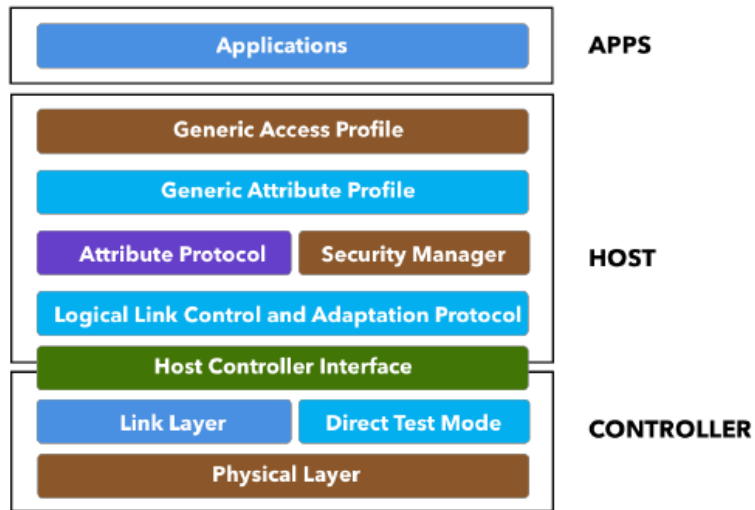 Applications
APPS
Generic Access Profile
Generic Attribute Profile
Attribute Protocol
Security Manager
HOST
Logical Link Control and Adaptation Protocol
Host Controller Interface
Link Layer
Direct Test Mode
CONTROLLER
Physical Layer